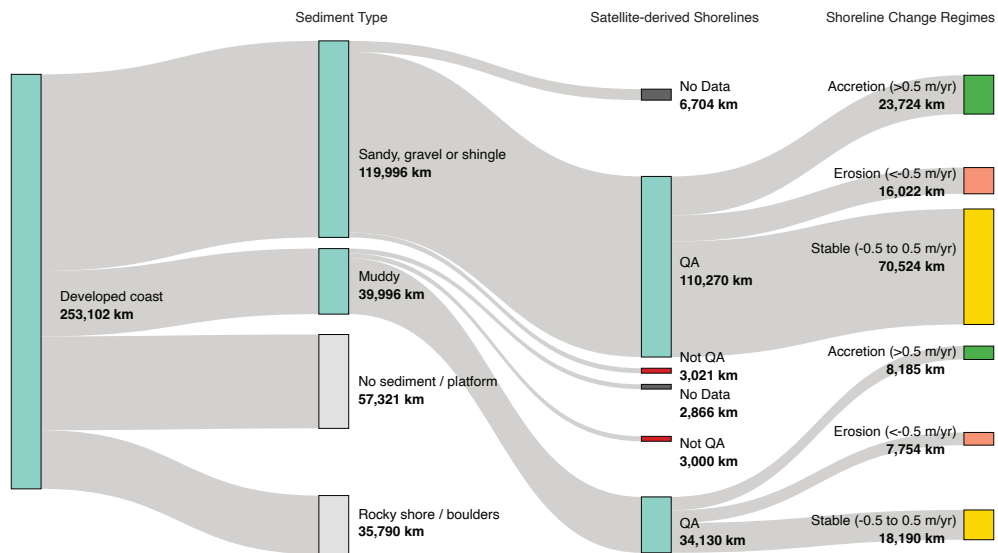 Sediment Type
Satellite-derived Shorelines
Shoreline Change Regimes
Developed coast
253,102 km
Sandy, gravel or shingle
119,996 km
Muddy
39,996 km
No sediment / platform
57,321 km
Rocky shore / boulders
35,790 km
No Data
6,704 km
QA
110,270 km
Not QA
3,021 km
No Data
2,866 km
Not QA
3,000 km
QA
34,130 km
Accretion (>0.5 m/yr)
23,724 km
Erosion (<-0.5 m/yr)
16,022 km
Stable (-0.5 to 0.5 m/yr)
70,524 km
Accretion (>0.5 m/yr)
8,185 km
Erosion (<-0.5 m/yr)
7,754 km
Stable (-0.5 to 0.5 m/yr)
18,190 km